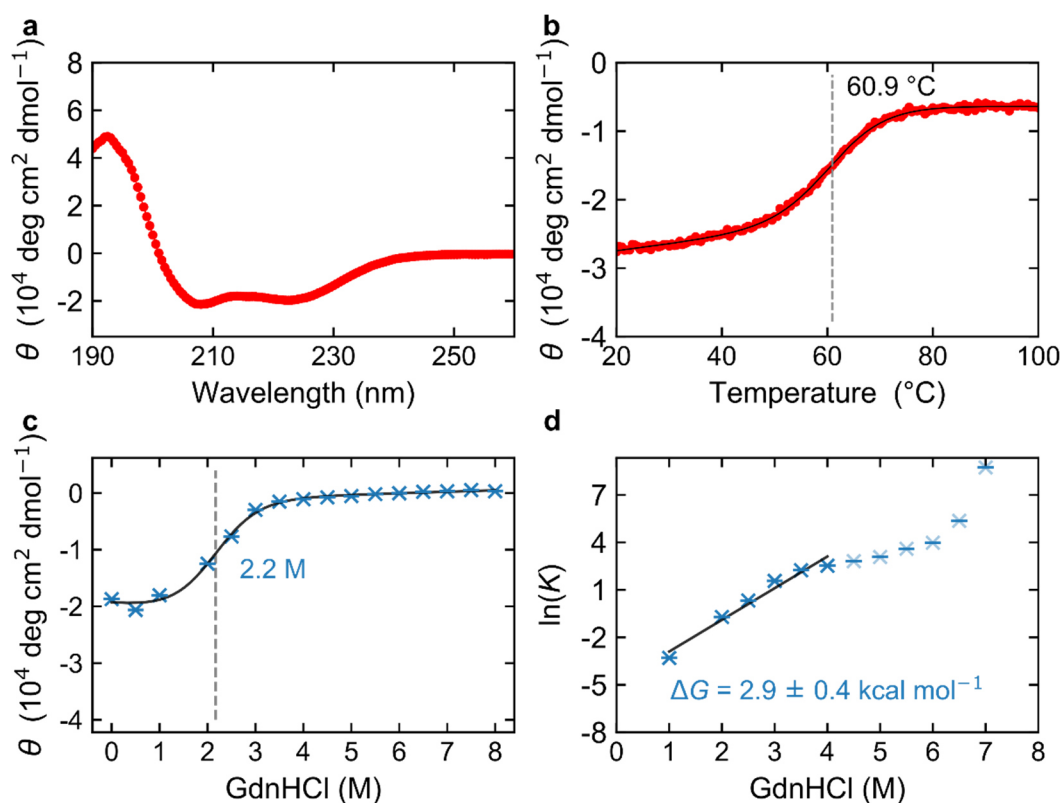 a
8
6
4
2
0
-2
θ (10⁴ deg cm² dmol⁻¹)
190
210
230
250
Wavelength (nm)
b
0
-1
-2
-3
-4
θ (10⁴ deg cm² dmol⁻¹)
60.9 °C
20
40
60
80
100
Temperature (°C)
c
0
-1
-2
-3
-4
θ (10⁴ deg cm² dmol⁻¹)
2.2 M
0 1 2 3 4 5 6 7 8
GdnHCl (M)
d
7
4
1
-2
-5
-8
ln(K)
ΔG = 2.9 ± 0.4 kcal mol⁻¹
0 1 2 3 4 5 6 7 8
GdnHCl (M)